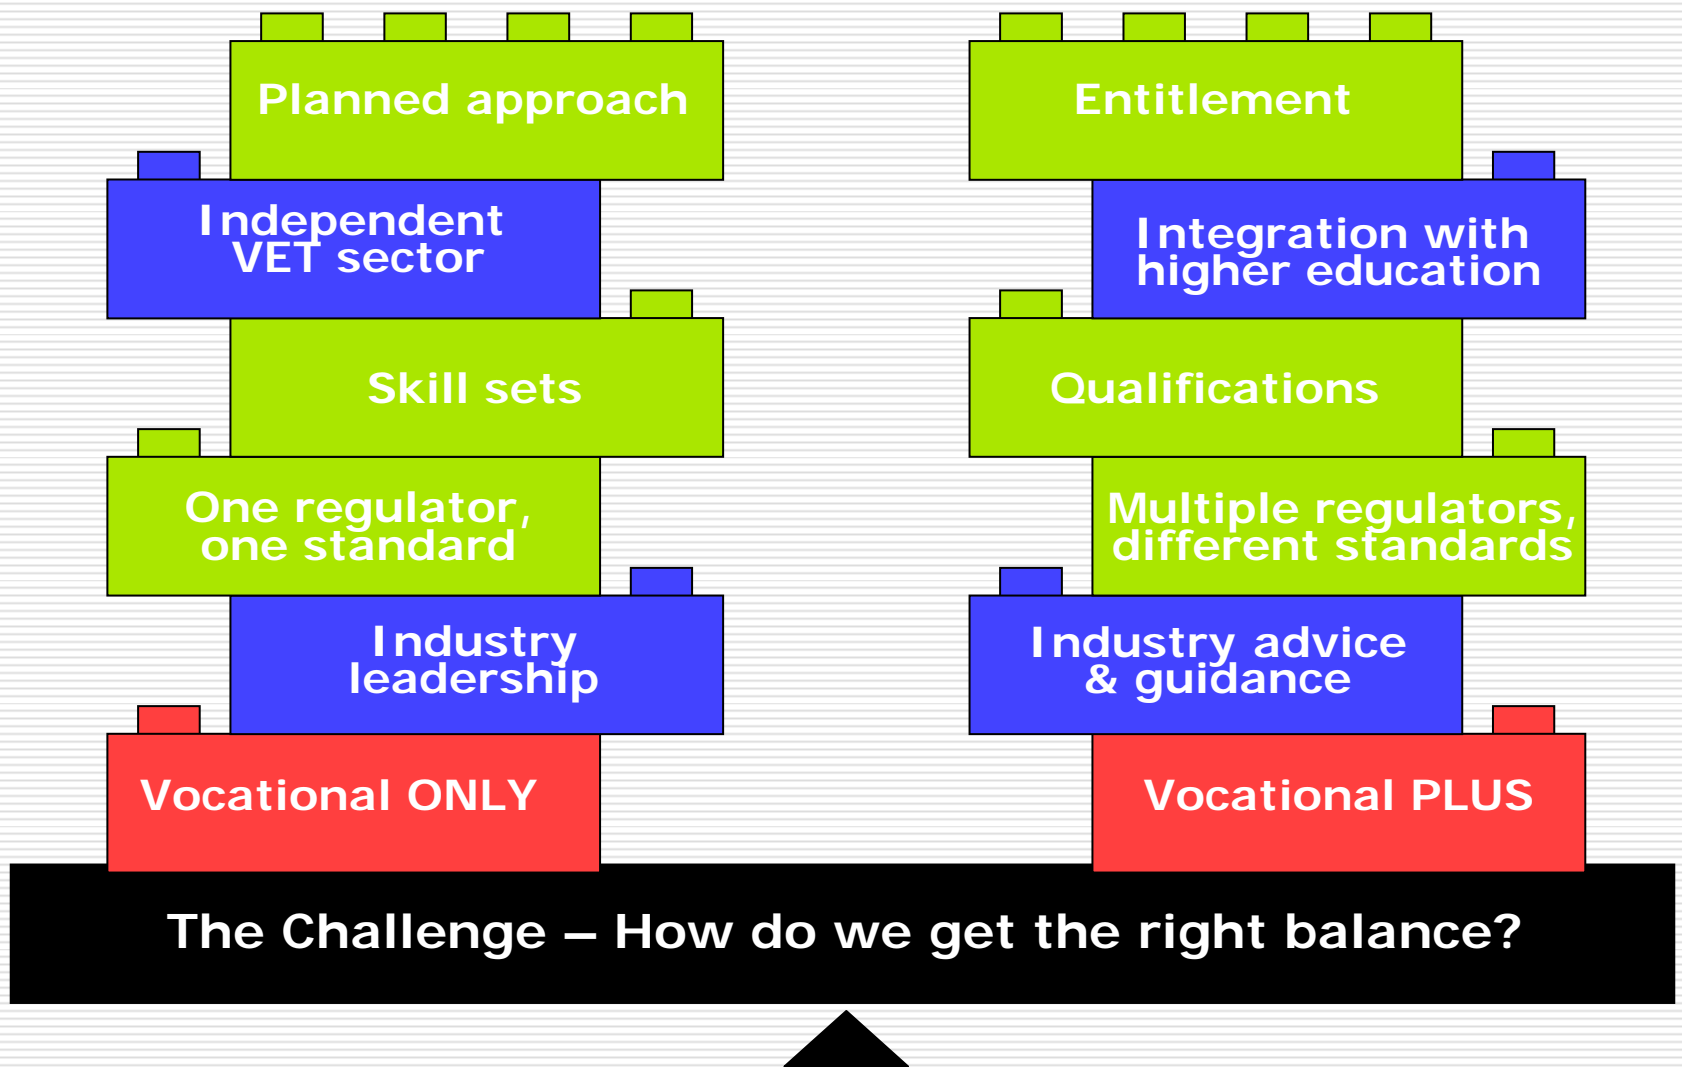 Planned approach
Entitlement
Independent
VET sector
Integration with
higher education
Skill sets
Qualifications
One regulator,
one standard
Multiple regulators,
different standards
Industry
leadership
Industry advice
& guidance
Vocational ONLY
Vocational PLUS
The Challenge – How do we get the right balance?